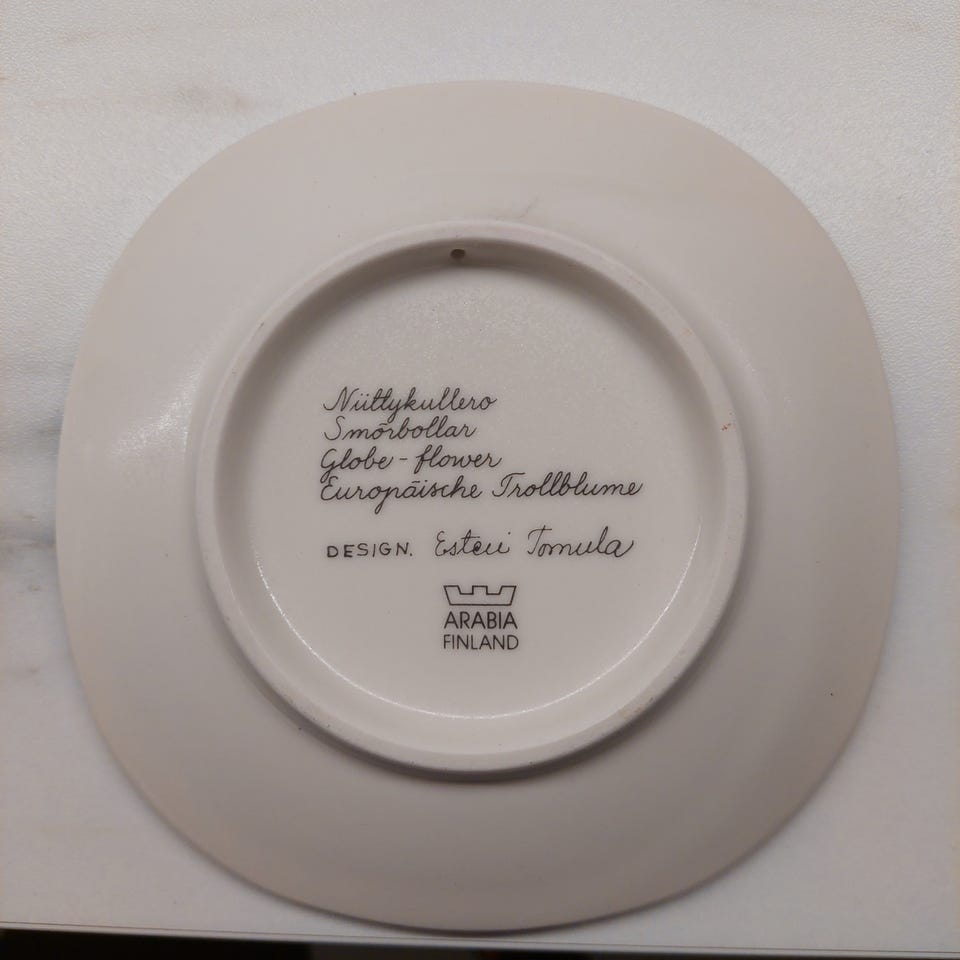 Niittykullero
Smörbollar
Globe-flower
Europäische Trollblume
DESIGN. Esteri Tomula
ARABIA
FINLAND